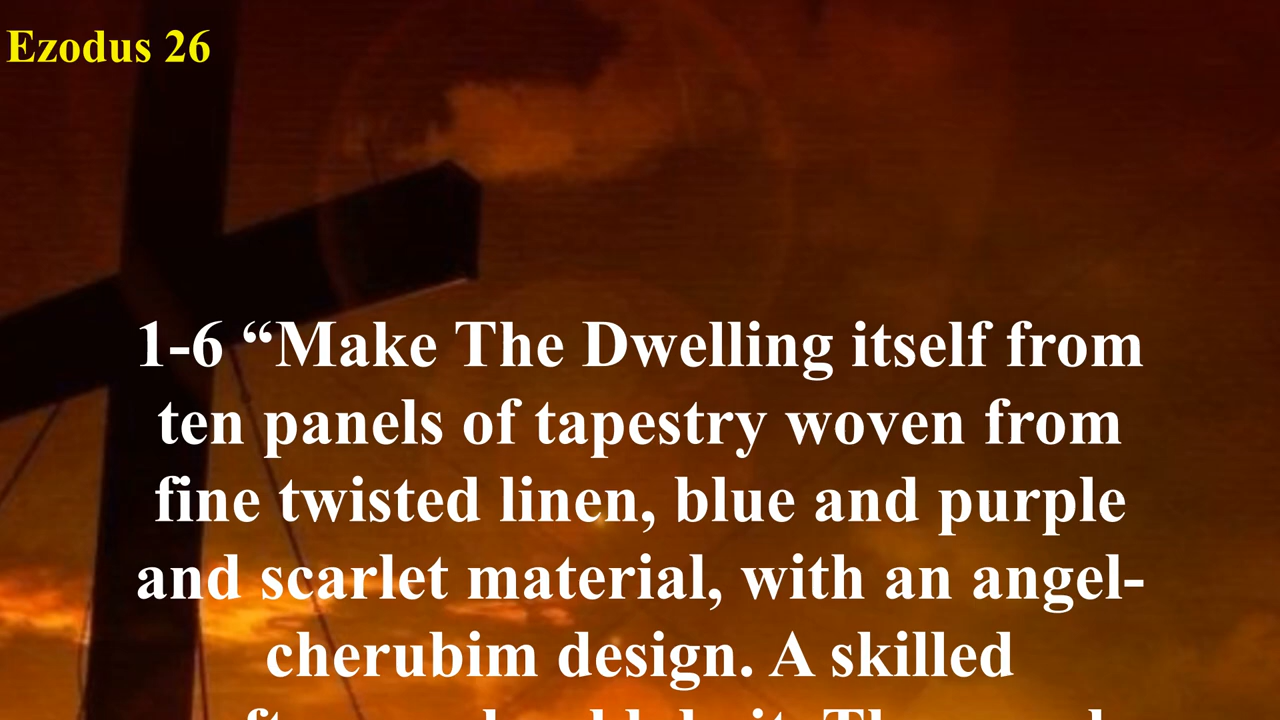 Ezodus 26
1-6 “Make The Dwelling itself from
ten panels of tapestry woven from
fine twisted linen, blue and purple
and scarlet material, with an angel-
cherubim design. A skilled